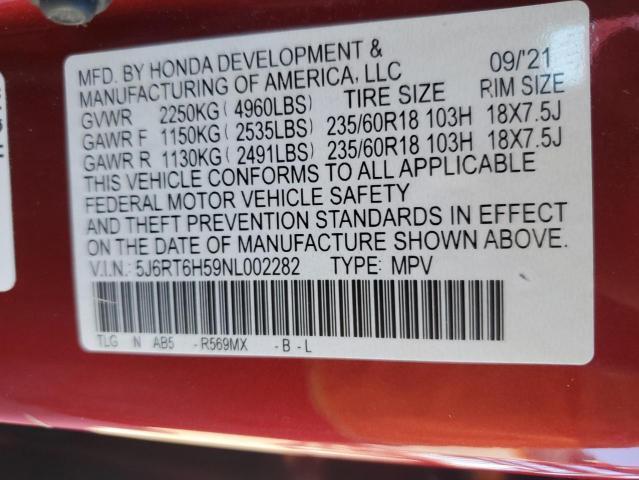 MFD. BY HONDA DEVELOPMENT & 09/'21
MANUFACTURING OF AMERICA, LLC
GVWR 2250KG ( 4960LBS) TIRE SIZE RIM SIZE
GAWR F 1150KG ( 2535LBS) 235/60R18 103H 18X7.5J
GAWR R 1130KG ( 2491LBS) 235/60R18 103H 18X7.5J
THIS VEHICLE CONFORMS TO ALL APPLICABLE
FEDERAL MOTOR VEHICLE SAFETY
AND THEFT PREVENTION STANDARDS IN EFFECT
ON THE DATE OF MANUFACTURE SHOWN ABOVE.
V.I.N.: 5J6RT6H59NL002282 TYPE: MPV
TLG N AB5 -R569MX -B-L